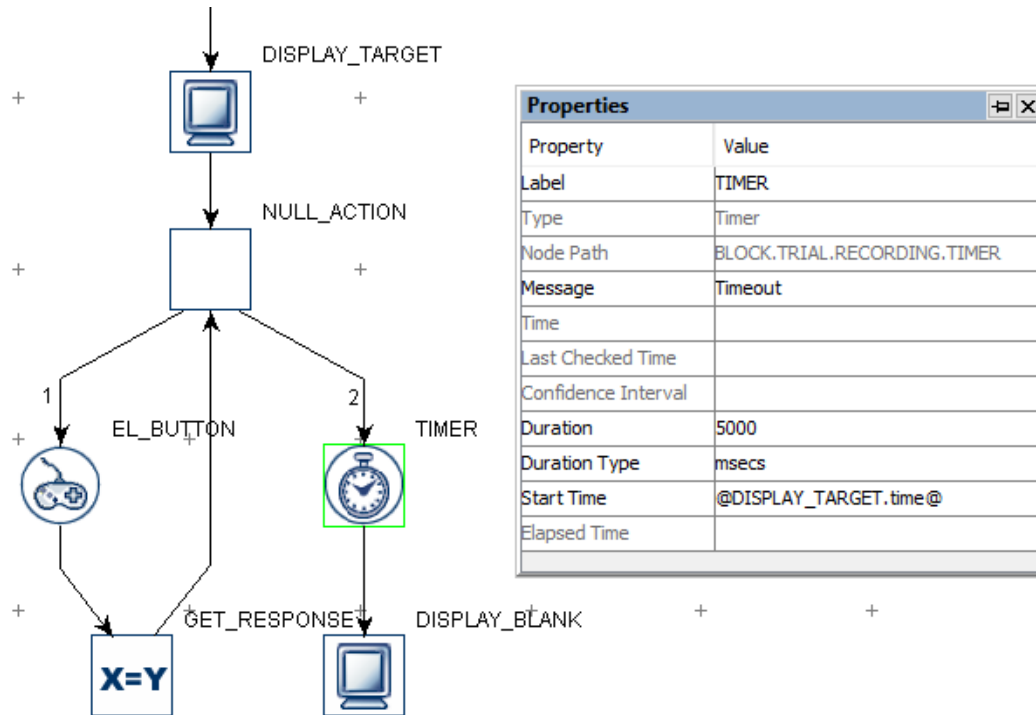 DISPLAY_TARGET
NULL_ACTION
1
2
EL_BUTTON
TIMER
GET_RESPONSE
DISPLAY_BLANK
X=Y
Properties
Property Value
Label TIMER
Type Timer
Node Path BLOCK.TRIAL.RECORDING.TIMER
Message Timeout
Time
Last Checked Time
Confidence Interval
Duration 5000
Duration Type msecs
Start Time @DISPLAY_TARGET.time@
Elapsed Time